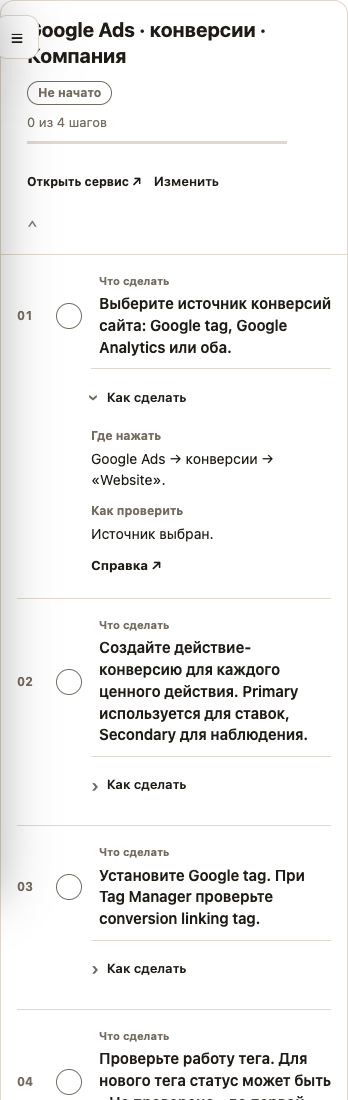 Google Ads · конверсии ·
Компания
Не начато
0 из 4 шагов
Открыть сервис ↗ Изменить
Что сделать
01
Выберите источник конверсий
сайта: Google tag, Google
Analytics или оба.
Как сделать
Где нажать
Google Ads → конверсии →
«Website».
Как проверить
Источник выбран.
Справка ↗
Что сделать
02
Создайте действие-
конверсию для каждого
ценного действия. Primary
используется для ставок,
Secondary для наблюдения.
Как сделать
Что сделать
03
Установите Google tag. При
Tag Manager проверьте
conversion linking tag.
Как сделать
Что сделать
04
Проверьте работу тега. Для
нового тега статус может быть